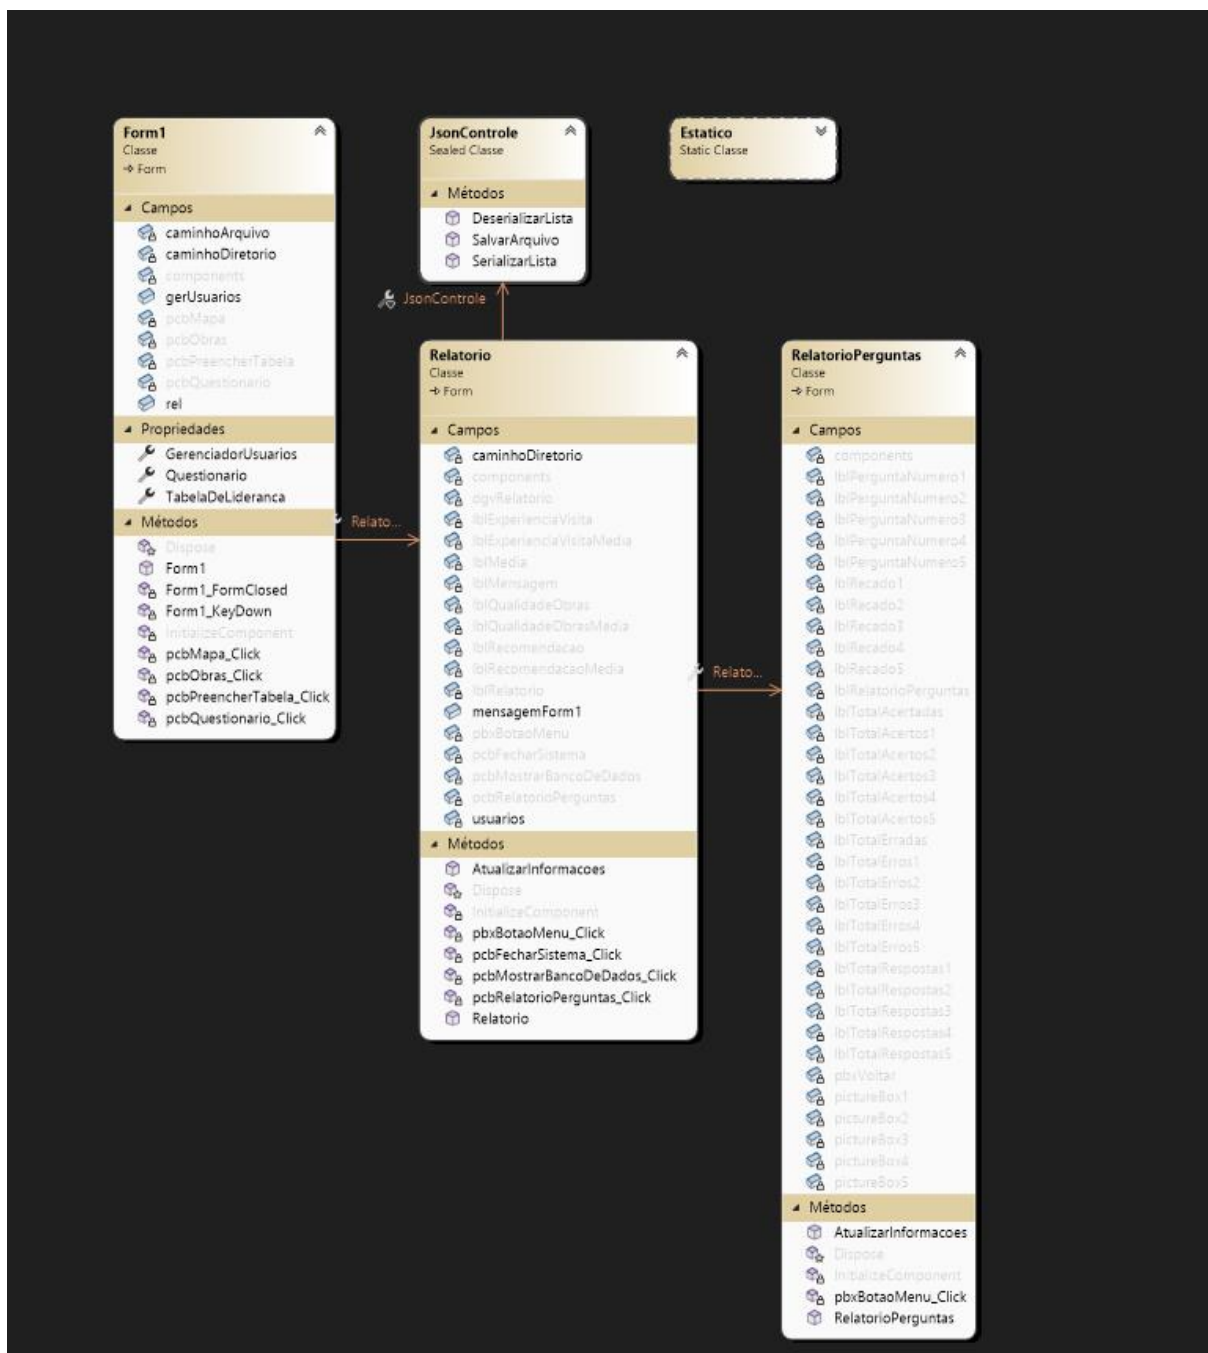 Form1
Classe
Form
Campos
caminhoArquivo
caminhoDiretorio
components
gerUsuarios
pcbMapa
pcbObras
pcbPreencherTabela
pcbQuestionario
rel
Propriedades
GerenciadorUsuarios
Questionario
TabelaDeLideranca
Métodos
Dispose
Form1
Form1_FormClosed
Form1_KeyDown
InitializeComponent
pcbMapa_Click
pcbObras_Click
pcbPreencherTabela_Click
pcbQuestionario_Click
Relato...
JsonControle
Sealed Classe
Métodos
DeserializarLista
SalvarArquivo
SerializarLista
JsonControle
Estatico
Static Classe
Relatorio
Classe
Form
Campos
caminhoDiretorio
components
dgvRelatorio
lblExperienciaVisita
lblExperienciaVisitaMedia
lblMedia
lblMensagem
lblQualidadeObras
lblQualidadeObrasMedia
lblRecomendacao
lblRecomendacaoMedia
lblRelatorio
mensagemForm1
pbxBotaoMenu
pcbFecharSistema
pcbMostrarBancoDeDados
pcbRelatorioPerguntas
usuarios
Métodos
AtualizarInformacoes
Dispose
InitializeComponent
pbxBotaoMenu_Click
pcbFecharSistema_Click
pcbMostrarBancoDeDados_Click
pcbRelatorioPerguntas_Click
Relatorio
Relato...
RelatorioPerguntas
Classe
Form
Campos
components
lblPerguntaNumero1
lblPerguntaNumero2
lblPerguntaNumero3
lblPerguntaNumero4
lblPerguntaNumero5
lblRecado1
lblRecado2
lblRecado3
lblRecado4
lblRecado5
lblRelatorioPerguntas
lblTotalAcertadas
lblTotalAcertos1
lblTotalAcertos2
lblTotalAcertos3
lblTotalAcertos4
lblTotalAcertos5
lblTotalErradas
lblTotalErros1
lblTotalErros2
lblTotalErros3
lblTotalErros4
lblTotalErros5
lblTotalRespostas1
lblTotalRespostas2
lblTotalRespostas3
lblTotalRespostas4
lblTotalRespostas5
pbxVoltar
pictureBox1
pictureBox2
pictureBox3
pictureBox4
pictureBox5
Métodos
AtualizarInformacoes
Dispose
InitializeComponent
pbxBotaoMenu_Click
RelatorioPerguntas